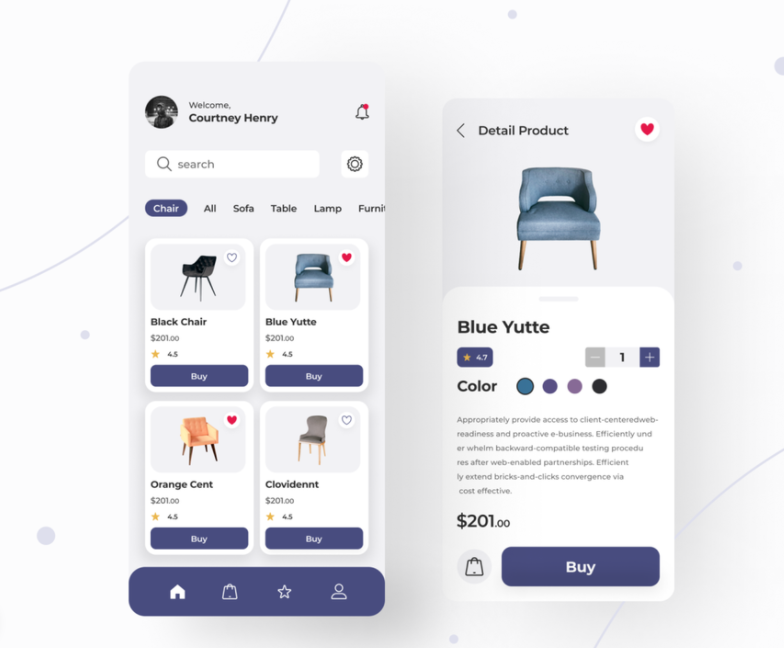 Welcome,
Courtney Henry
search
Chair All Sofa Table Lamp Furnit
Black Chair
$201.00
4.5
Buy
Blue Yutte
$201.00
4.5
Buy
Orange Cent
$201.00
4.5
Buy
Clovidennt
$201.00
4.5
Buy
Detail Product
Blue Yutte
4.7
− 1 +
Color
Appropriately provide access to client-centeredweb-
readiness and proactive e-business. Efficiently und
er whelm backward-compatible testing procedu
res after web-enabled partnerships. Efficient
ly extend bricks-and-clicks convergence via
cost effective.
$201.00
Buy